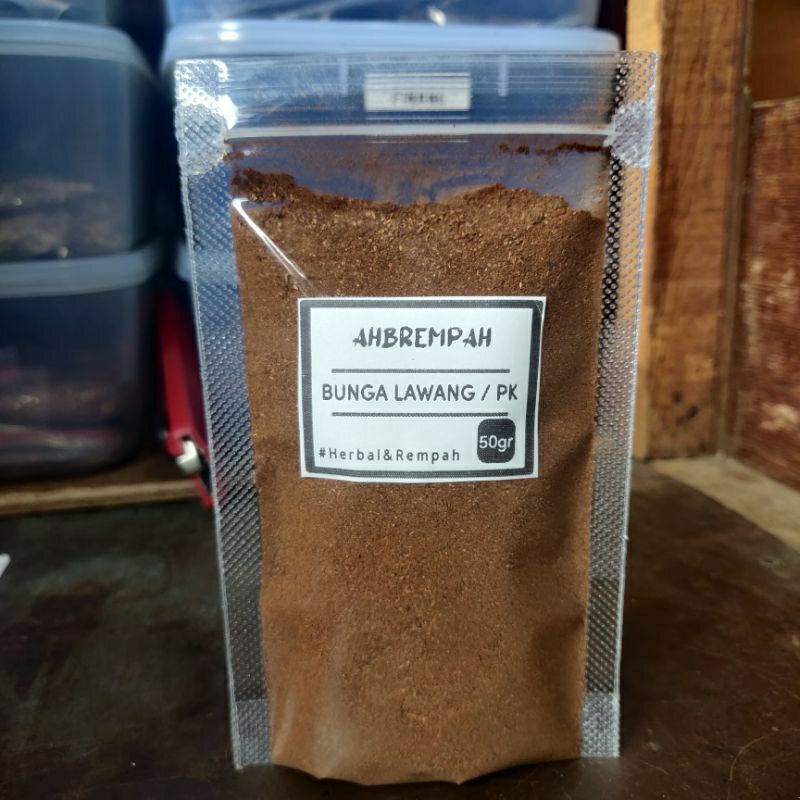 AHBREMPAH
BUNGA LAWANG / PK
50gr
#Herbal&Rempah